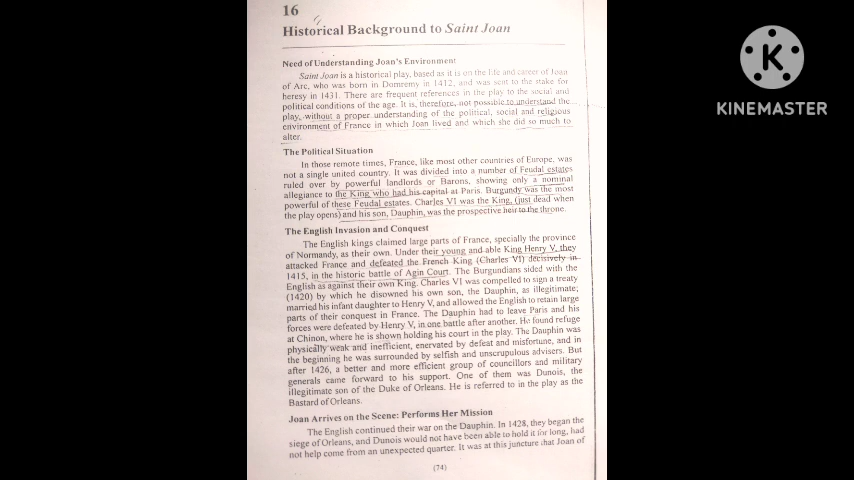 16
Historical Background to Saint Joan
Need of Understanding Joan's Environment
Saint Joan is a historical play, based as it is on the life and career of Joan
of Arc, who was born in Domremy in 1412, and was sent to the stake for
heresy in 1431. There are frequent references in the play to the social and
political conditions of the age. It is, therefore, not possible to understand the
play, without a proper understanding of the political, social and religious
environment of France in which Joan lived and which she did so much to
alter.
The Political Situation
In those remote times, France, like most other countries of Europe, was
not a single united country. It was divided into a number of Feudal estates
ruled over by powerful landlords or Barons, showing only a nominal
allegiance to the King who had his capital at Paris. Burgundy was the most
powerful of these Feudal estates. Charles VI was the King, (just dead when
the play opens) and his son, Dauphin, was the prospective heir to the throne.
The English Invasion and Conquest
The English kings claimed large parts of France, specially the province
of Normandy, as their own. Under their young and able King Henry V, they
attacked France and defeated the French King (Charles VI) decisively in
1415, in the historic battle of Agin Court. The Burgundians sided with the
English as against their own King. Charles VI was compelled to sign a treaty
(1420) by which he disowned his own son, the Dauphin, as illegitimate;
married his infant daughter to Henry V, and allowed the English to retain large
parts of their conquest in France. The Dauphin had to leave Paris and his
forces were defeated by Henry V, in one battle after another. He found refuge
at Chinon, where he is shown holding his court in the play. The Dauphin was
physically weak and inefficient, enervated by defeat and misfortune, and in
the beginning he was surrounded by selfish and unscrupulous advisers. But
after 1426, a better and more efficient group of councillors and military
generals came forward to his support. One of them was Dunois, the
illegitimate son of the Duke of Orleans. He is referred to in the play as the
Bastard of Orleans.
Joan Arrives on the Scene: Performs Her Mission
The English continued their war on the Dauphin. In 1428, they began the
siege of Orleans, and Dunois would not have been able to hold it for long, had
not help come from an unexpected quarter. It was at this juncture that Joan of
(74)
K
KINEMASTER